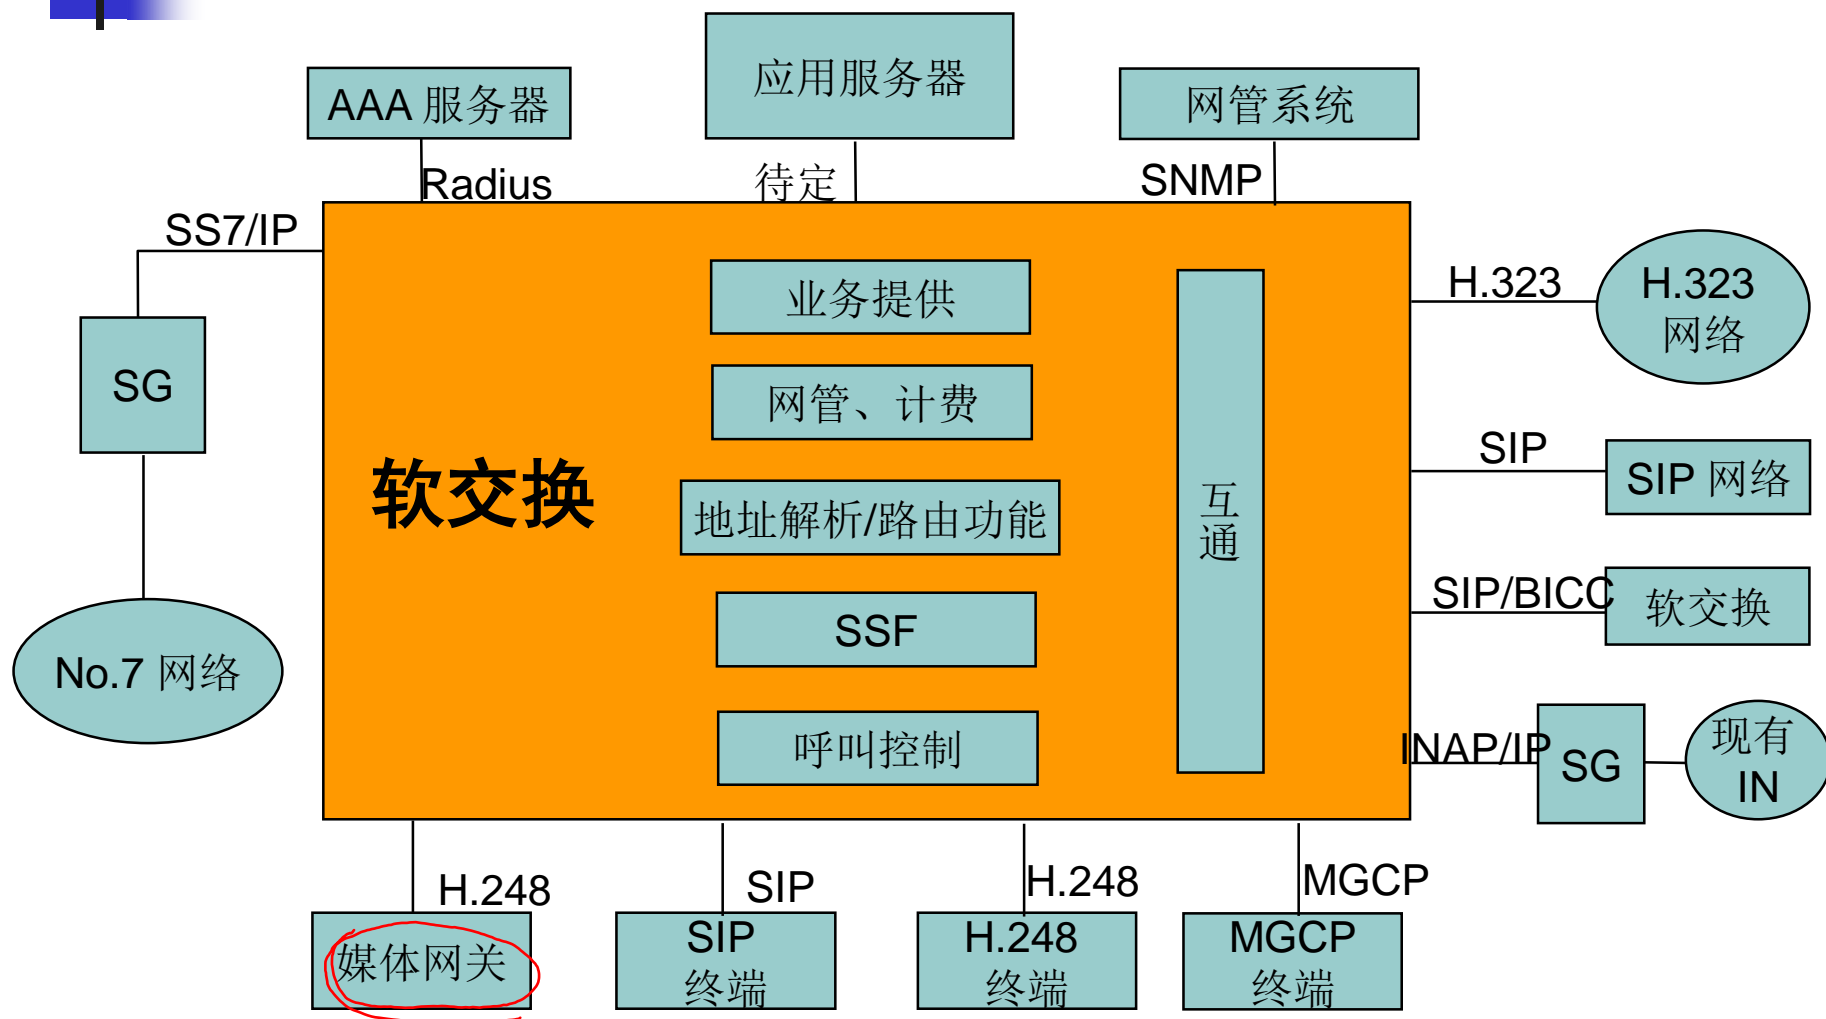 应用服务器
AAA 服务器
网管系统
Radius
待定
SNMP
SS7/IP
业务提供
H.323
H.323
网络
SG
网管、计费
软交换
地址解析/路由功能
互
通
SIP
SIP 网络
SIP/BICC
软交换
No.7 网络
SSF
呼叫控制
INAP/IP
SG
现有
IN
H.248
SIP
H.248
MGCP
媒体网关
SIP
终端
H.248
终端
MGCP
终端